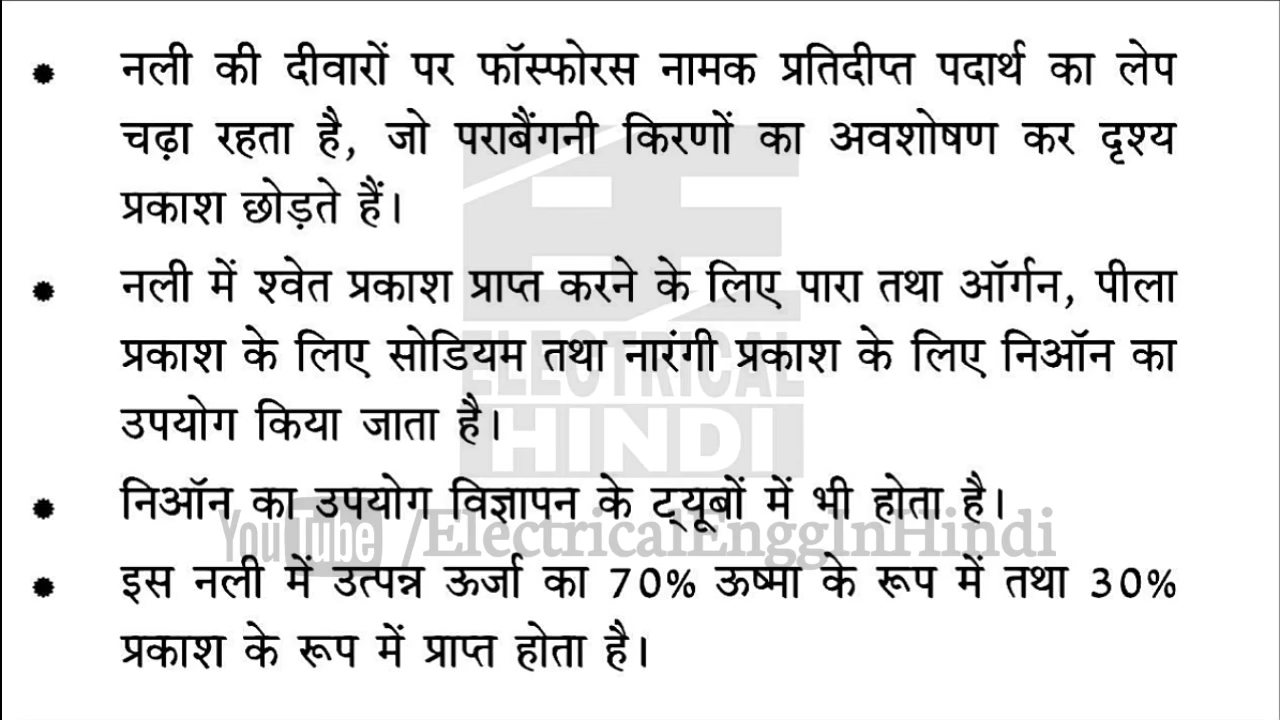 नली की दीवारों पर फॉस्फोरस नामक प्रतिदीप्त पदार्थ का लेप
चढ़ा रहता है, जो पराबैंगनी किरणों का अवशोषण कर दृश्य
प्रकाश छोड़ते हैं।
नली में श्वेत प्रकाश प्राप्त करने के लिए पारा तथा ऑर्गन, पीला
प्रकाश के लिए सोडियम तथा नारंगी प्रकाश के लिए निऑन का
उपयोग किया जाता है।
निऑन का उपयोग विज्ञापन के ट्यूबों में भी होता है।
इस नली में उत्पन्न ऊर्जा का 70% ऊष्मा के रूप में तथा 30%
प्रकाश के रूप में प्राप्त होता है।
ELECTRICAL
HINDI
YouTube /ElectricalEnggInHindi